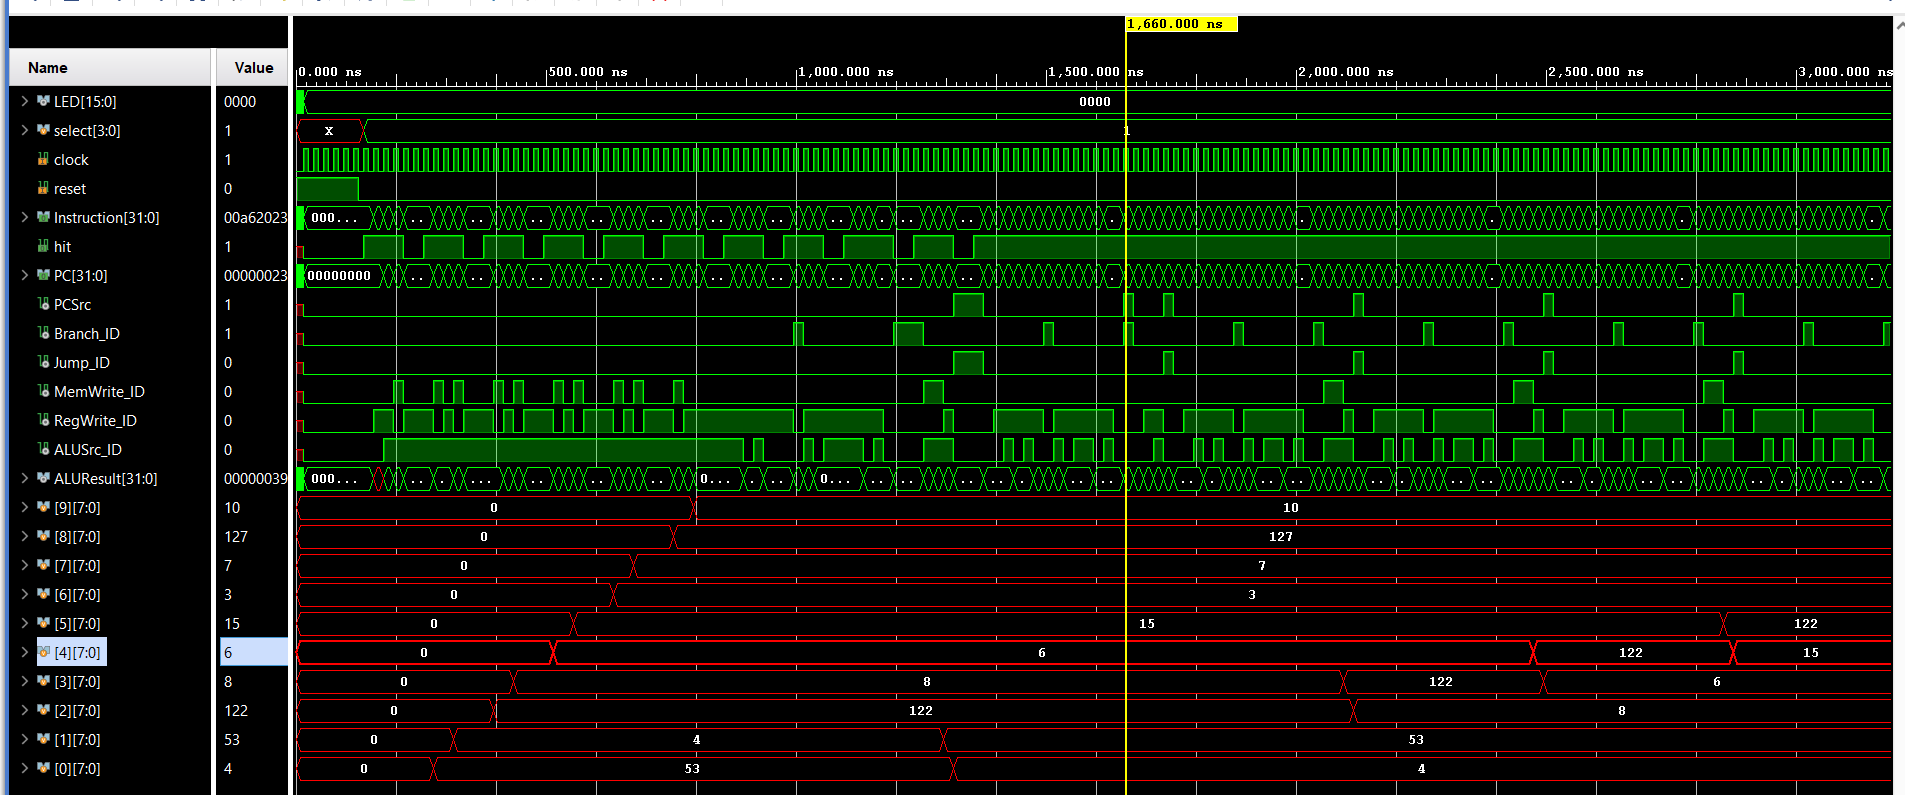 1,660.000 ns
Name Value 0.000 ns 500.000 ns 1,000.000 ns 1,500.000 ns 2,000.000 ns 2,500.000 ns 3,000.000 ns
LED[15:0] 0000 0000
select[3:0] 1 X 1
clock 1
reset 0
Instruction[31:0] 00a62023 000... .. .. .. .. .. .. .. .. .. . . . . .
hit 1
PC[31:0] 00000023 00000000 .. .. .. .. .. .. .. .. .. . . . . .
PCSrc 1
Branch_ID 1
Jump_ID 0
MemWrite_ID 0
RegWrite_ID 0
ALUSrc_ID 0
ALUResult[31:0] 00000039 000... 0... 0...
[9][7:0] 10 0 10
[8][7:0] 127 0 127
[7][7:0] 7 0 7
[6][7:0] 3 0 3
[5][7:0] 15 0 15 122
[4][7:0] 6 0 6 122 15
[3][7:0] 8 0 8 122 6
[2][7:0] 122 0 122 8
[1][7:0] 53 0 4 53
[0][7:0] 4 0 53 4